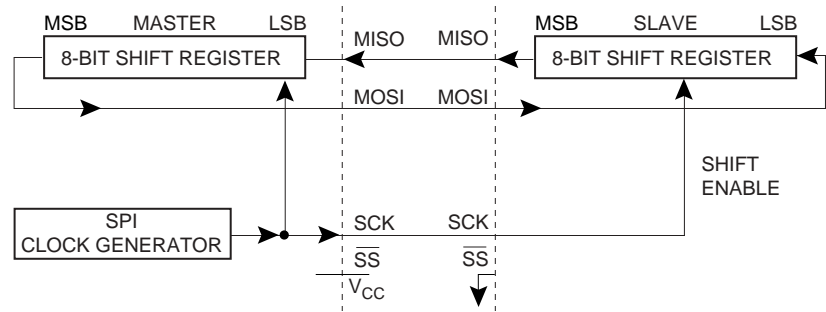 MSB MASTER LSB
8-BIT SHIFT REGISTER
MISO MISO
MSB SLAVE LSB
8-BIT SHIFT REGISTER
MOSI MOSI
SHIFT
ENABLE
SPI
CLOCK GENERATOR
SCK SCK
SS SS
VCC